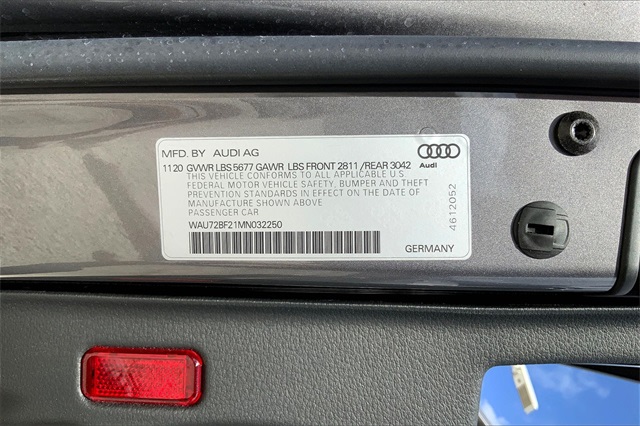 MFD. BY AUDI AG
1120 GVWR LBS 5677 GAWR LBS FRONT 2811 /REAR 3042
THIS VEHICLE CONFORMS TO ALL APPLICABLE U.S
FEDERAL MOTOR VEHICLE SAFETY, BUMPER AND THEFT
PREVENTION STANDARDS IN EFFECT ON THE DATE OF
MANUFACTURE SHOWN ABOVE
PASSENGER CAR
WAU72BF21MN032250
Audi
4612052
GERMANY